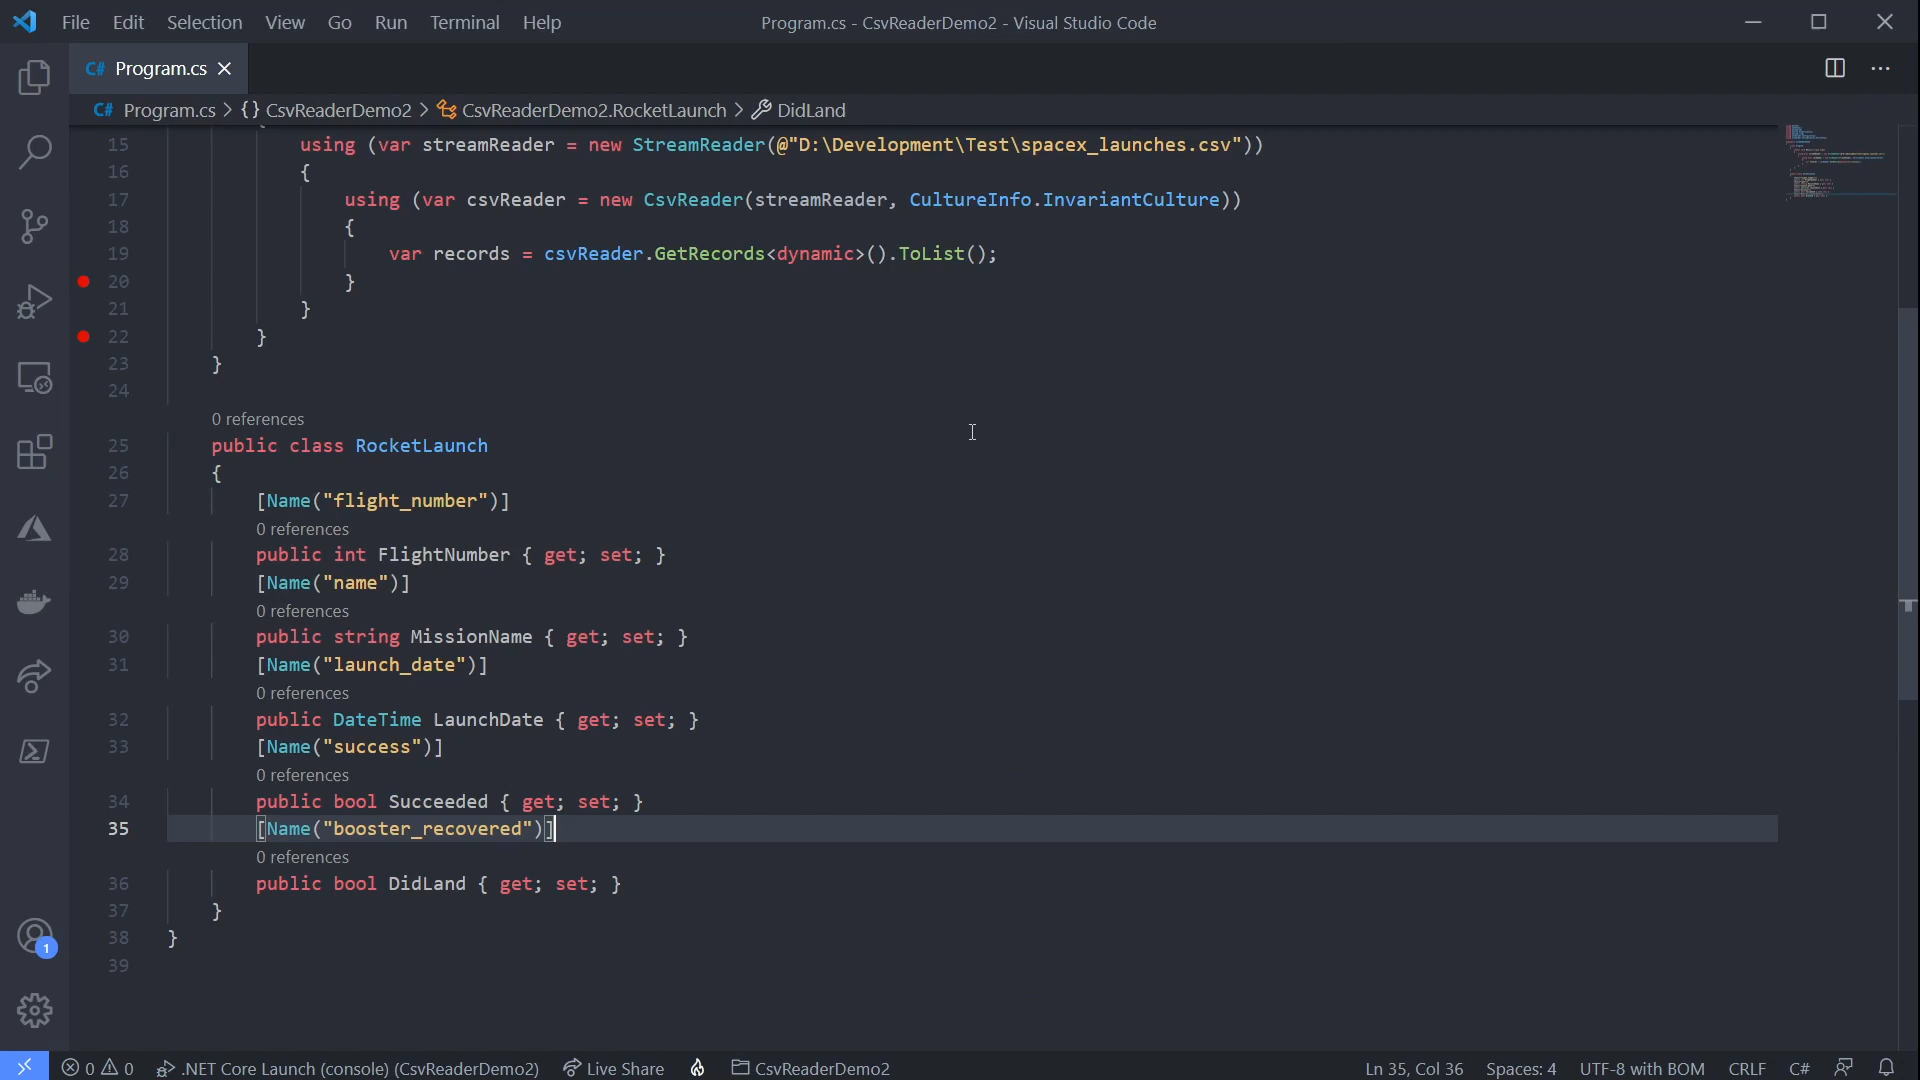 File Edit Selection View Go Run Terminal Help
Program.cs - CsvReaderDemo2 - Visual Studio Code
C# Program.cs
C# Program.cs > {} CsvReaderDemo2 > CsvReaderDemo2.RocketLaunch > DidLand
15 using (var streamReader = new StreamReader(@"D:\Development\Test\spacex_launches.csv"))
16 {
17 using (var csvReader = new CsvReader(streamReader, CultureInfo.InvariantCulture))
18 {
19 var records = csvReader.GetRecords<dynamic>().ToList();
20 }
21 }
22 }
23 }
24
0 references
25 public class RocketLaunch
26 {
27 [Name("flight_number")]
0 references
28 public int FlightNumber { get; set; }
29 [Name("name")]
0 references
30 public string MissionName { get; set; }
31 [Name("launch_date")]
0 references
32 public DateTime LaunchDate { get; set; }
33 [Name("success")]
0 references
34 public bool Succeeded { get; set; }
35 [Name("booster_recovered")]
0 references
36 public bool DidLand { get; set; }
37 }
38 }
39
1
0 0 .NET Core Launch (console) (CsvReaderDemo2) Live Share CsvReaderDemo2 Ln 35, Col 36 Spaces: 4 UTF-8 with BOM CRLF C#